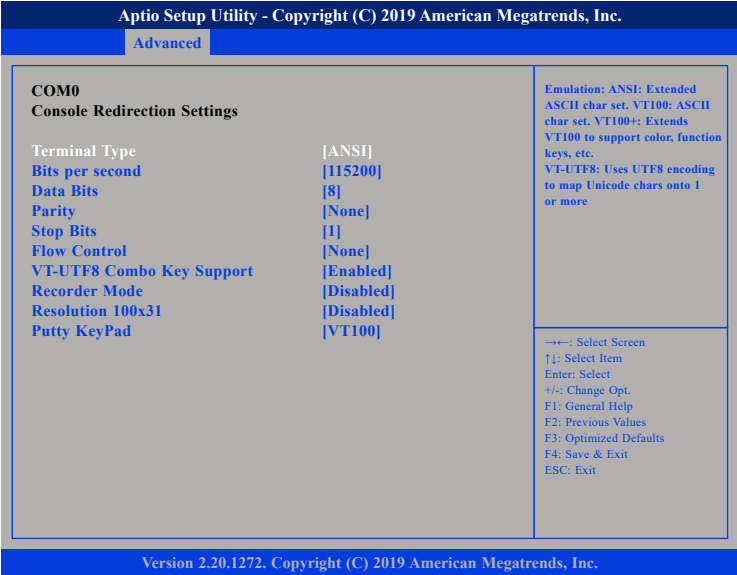 Aptio Setup Utility - Copyright (C) 2019 American Megatrends, Inc.
Advanced
COM0
Console Redirection Settings
Terminal Type [ANSI]
Bits per second [115200]
Data Bits [8]
Parity [None]
Stop Bits [1]
Flow Control [None]
VT-UTF8 Combo Key Support [Enabled]
Recorder Mode [Disabled]
Resolution 100x31 [Disabled]
Putty KeyPad [VT100]
Emulation: ANSI: Extended
ASCII char set. VT100: ASCII
char set. VT100+: Extends
VT100 to support color, function
keys, etc.
VT-UTF8: Uses UTF8 encoding
to map Unicode chars onto 1
or more
→←: Select Screen
↑↓: Select Item
Enter: Select
+/-: Change Opt.
F1: General Help
F2: Previous Values
F3: Optimized Defaults
F4: Save & Exit
ESC: Exit
Version 2.20.1272. Copyright (C) 2019 American Megatrends, Inc.